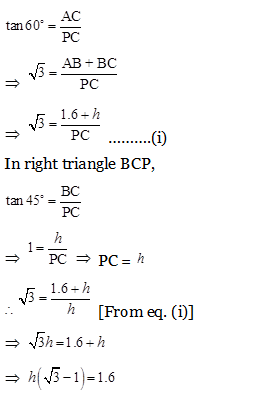 tan 60° = AC/PC
⇒ √3 = (AB + BC)/PC
⇒ √3 = (1.6 + h)/PC ..........(i)
In right triangle BCP,
tan 45° = BC/PC
⇒ 1 = h/PC ⇒ PC = h
∴ √3 = (1.6 + h)/h [From eq. (i)]
⇒ √3h = 1.6 + h
⇒ h(√3 − 1) = 1.6